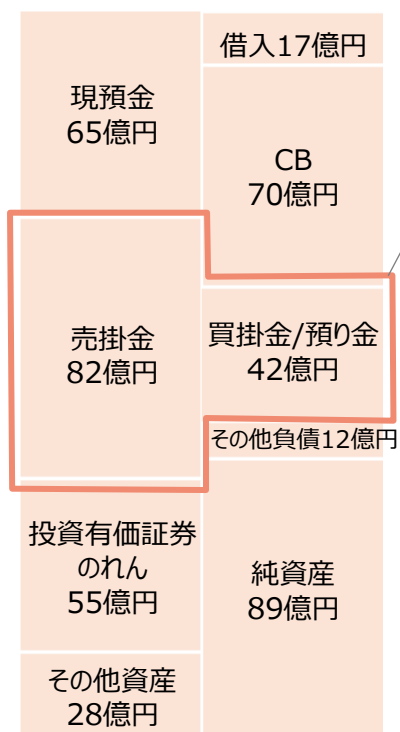 現預金
65億円
売掛金
82億円
投資有価証券
のれん
55億円
その他資産
28億円
借入17億円
CB
70億円
買掛金/預り金
42億円
その他負債12億円
純資産
89億円